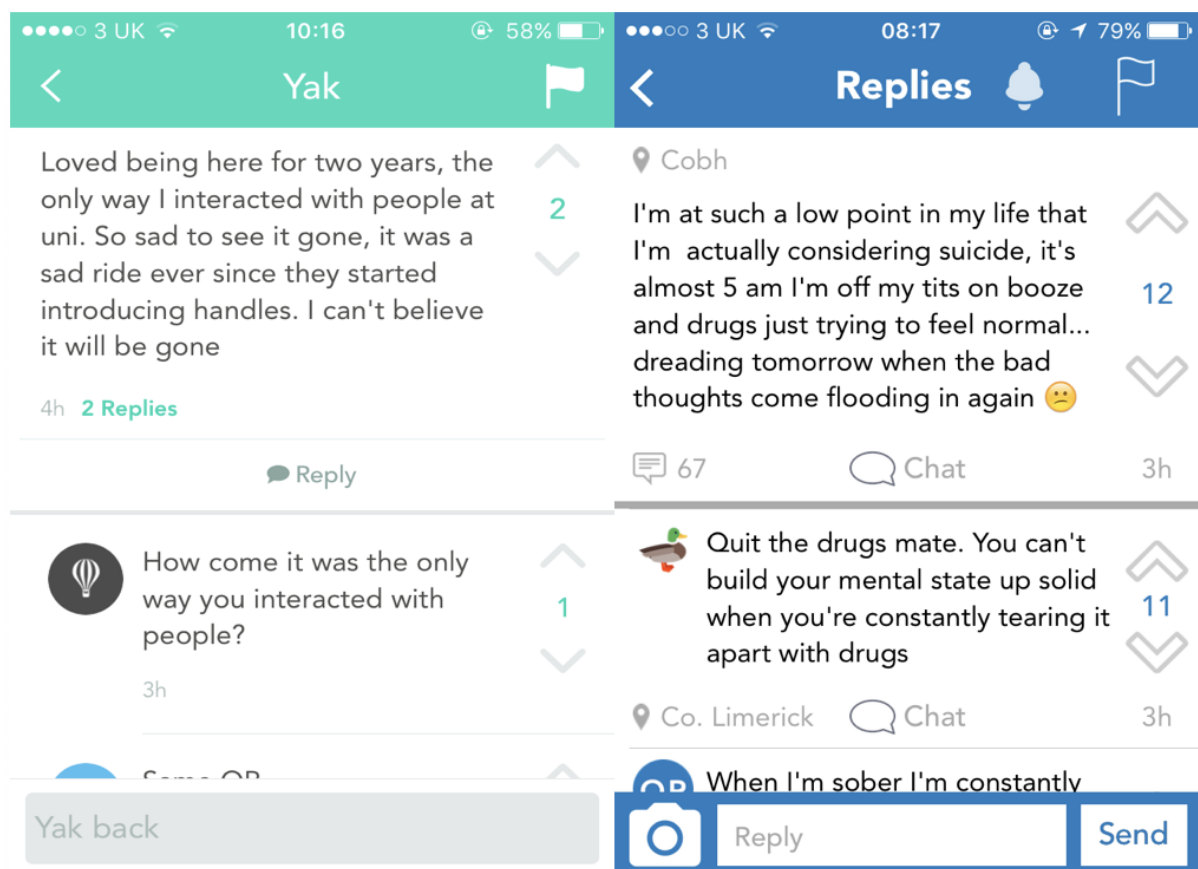 3 UK 10:16 58%
Yak
Loved being here for two years, the
only way I interacted with people at
uni. So sad to see it gone, it was a
sad ride ever since they started
introducing handles. I can't believe
it will be gone
2
4h 2 Replies
Reply
How come it was the only
way you interacted with
people?
1
3h
Same OP
Yak back
3 UK 08:17 79%
Replies
Cobh
I'm at such a low point in my life that
I'm actually considering suicide, it's
almost 5 am I'm off my tits on booze
and drugs just trying to feel normal...
dreading tomorrow when the bad
thoughts come flooding in again 😕
12
67 Chat 3h
Quit the drugs mate. You can't
build your mental state up solid
when you're constantly tearing it
apart with drugs
11
Co. Limerick Chat 3h
OP
When I'm sober I'm constantly
Reply
Send